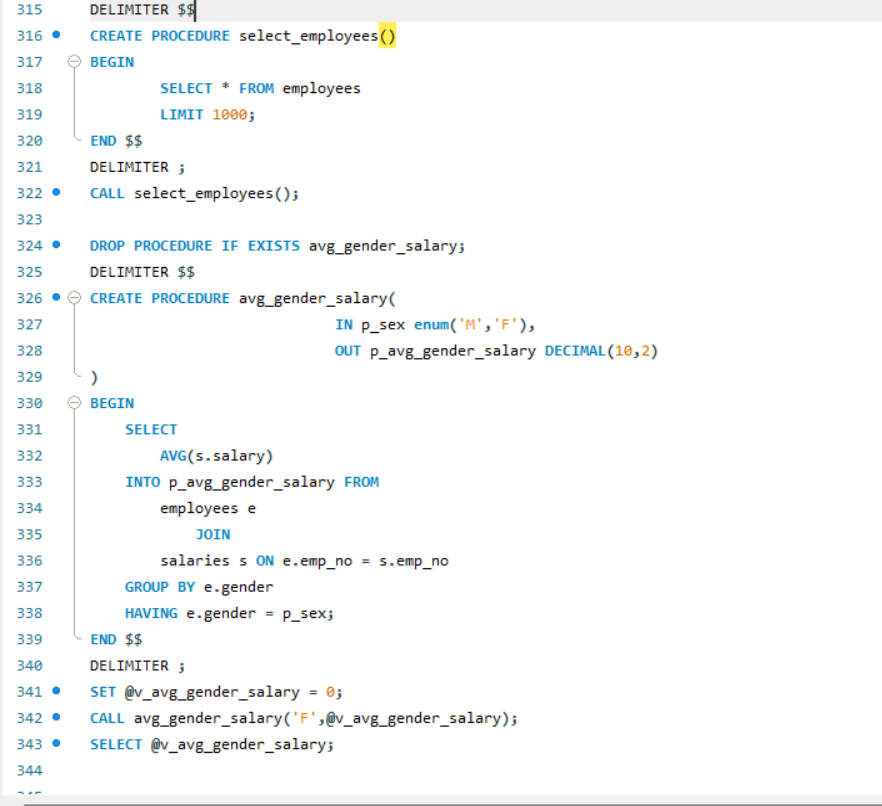 315 DELIMITER $$
316 CREATE PROCEDURE select_employees()
317 BEGIN
318 SELECT * FROM employees
319 LIMIT 1000;
320 END $$
321 DELIMITER ;
322 CALL select_employees();
323
324 DROP PROCEDURE IF EXISTS avg_gender_salary;
325 DELIMITER $$
326 CREATE PROCEDURE avg_gender_salary(
327 IN p_sex enum('M','F'),
328 OUT p_avg_gender_salary DECIMAL(10,2)
329 )
330 BEGIN
331 SELECT
332 AVG(s.salary)
333 INTO p_avg_gender_salary FROM
334 employees e
335 JOIN
336 salaries s ON e.emp_no = s.emp_no
337 GROUP BY e.gender
338 HAVING e.gender = p_sex;
339 END $$
340 DELIMITER ;
341 SET @v_avg_gender_salary = 0;
342 CALL avg_gender_salary('F',@v_avg_gender_salary);
343 SELECT @v_avg_gender_salary;
344